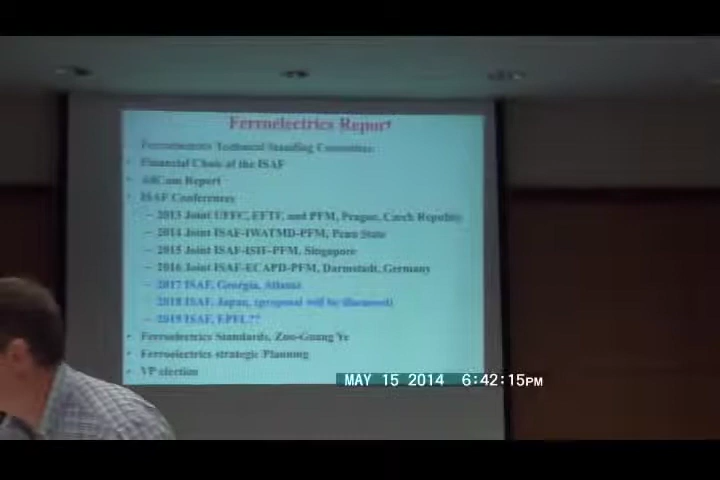 Ferroelectrics Report
Ferroelectrics Technical Standing Committee
• Financial Chair of the ISAF
• AdCom Report
• ISAF Conferences
– 2013 Joint UFFC, EFTF, and PFM, Prague, Czech Republic
– 2014 Joint ISAF-IWATMD-PFM, Penn State
– 2015 Joint ISAF-ISIF-PFM, Singapore
– 2016 Joint ISAF-ECAPD-PFM, Darmstadt, Germany
– 2017 ISAF, Georgia, Atlanta
– 2018 ISAF, Japan, (proposal will be discussed)
– 2019 ISAF, EPFL??
• Ferroelectrics Standards, Zuo-Guang Ye
• Ferroelectrics strategic Planning
• VP election
MAY 15 2014 6:42:15PM